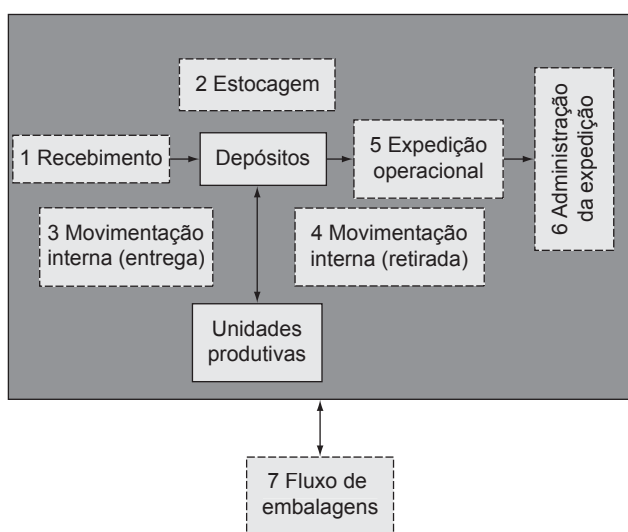 2 Estocagem
1 Recebimento
Depósitos
5 Expedição
operacional
6 Administração
da expedição
3 Movimentação
interna (entrega)
4 Movimentação
interna (retirada)
Unidades
produtivas
7 Fluxo de
embalagens